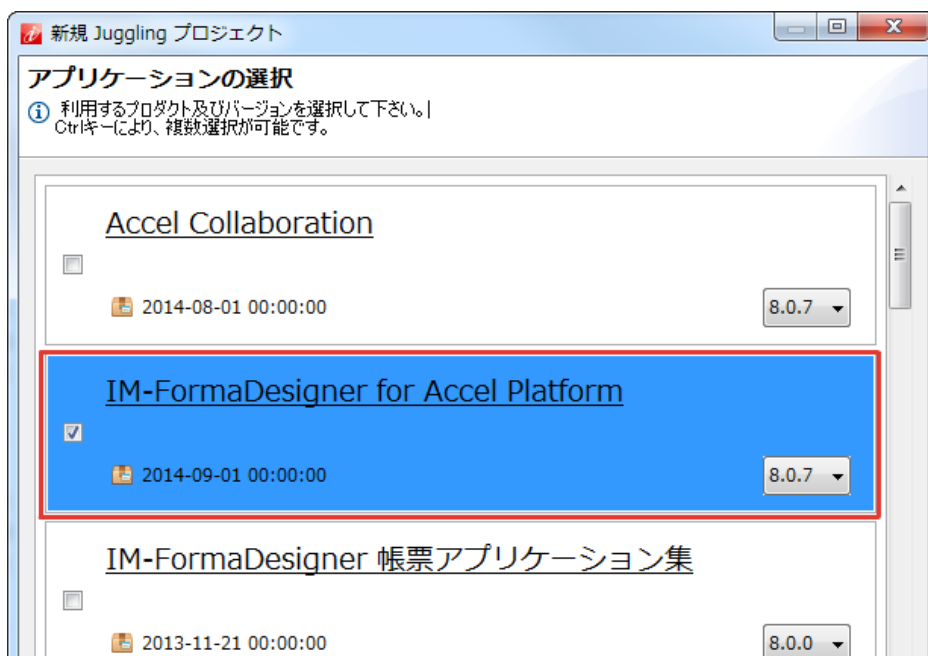 新規 Juggling プロジェクト
アプリケーションの選択
利用するプロダクト及びバージョンを選択して下さい。|
Ctrlキーにより、複数選択が可能です。
Accel Collaboration
2014-08-01 00:00:00
8.0.7
IM-FormaDesigner for Accel Platform
2014-09-01 00:00:00
8.0.7
IM-FormaDesigner 帳票アプリケーション集
2013-11-21 00:00:00
8.0.0